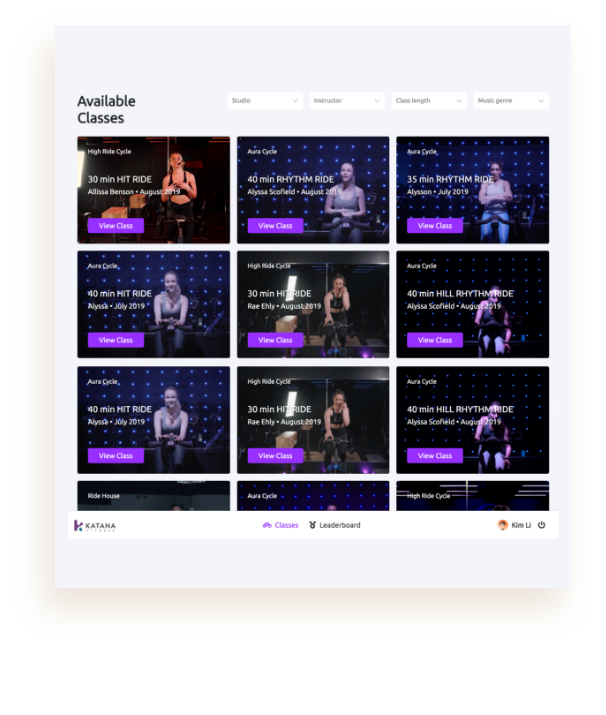 Available
Classes
Studio
Instructor
Class length
Music genre
High Ride Cycle
30 min HIT RIDE
Allissa Benson • August 2019
View Class
Aura Cycle
40 min RHYTHM RIDE
Alyssa Scofield • August 2019
View Class
Aura Cycle
35 min RHYTHM RIDE
Alysson • July 2019
View Class
Aura Cycle
40 min HIT RIDE
Alyssa • July 2019
View Class
High Ride Cycle
30 min HIT RIDE
Rae Ehly • August 2019
View Class
Aura Cycle
40 min HILL RHYTHM RIDE
Alyssa Scofield • August 2019
View Class
Aura Cycle
40 min HIT RIDE
Alyssa • July 2019
View Class
High Ride Cycle
30 min HIT RIDE
Rae Ehly • August 2019
View Class
Aura Cycle
40 min HILL RHYTHM RIDE
Alyssa Scofield • August 2019
View Class
Ride House
Aura Cycle
High Ride Cycle
KATANA
FITNESS
Classes
Leaderboard
Kim Li